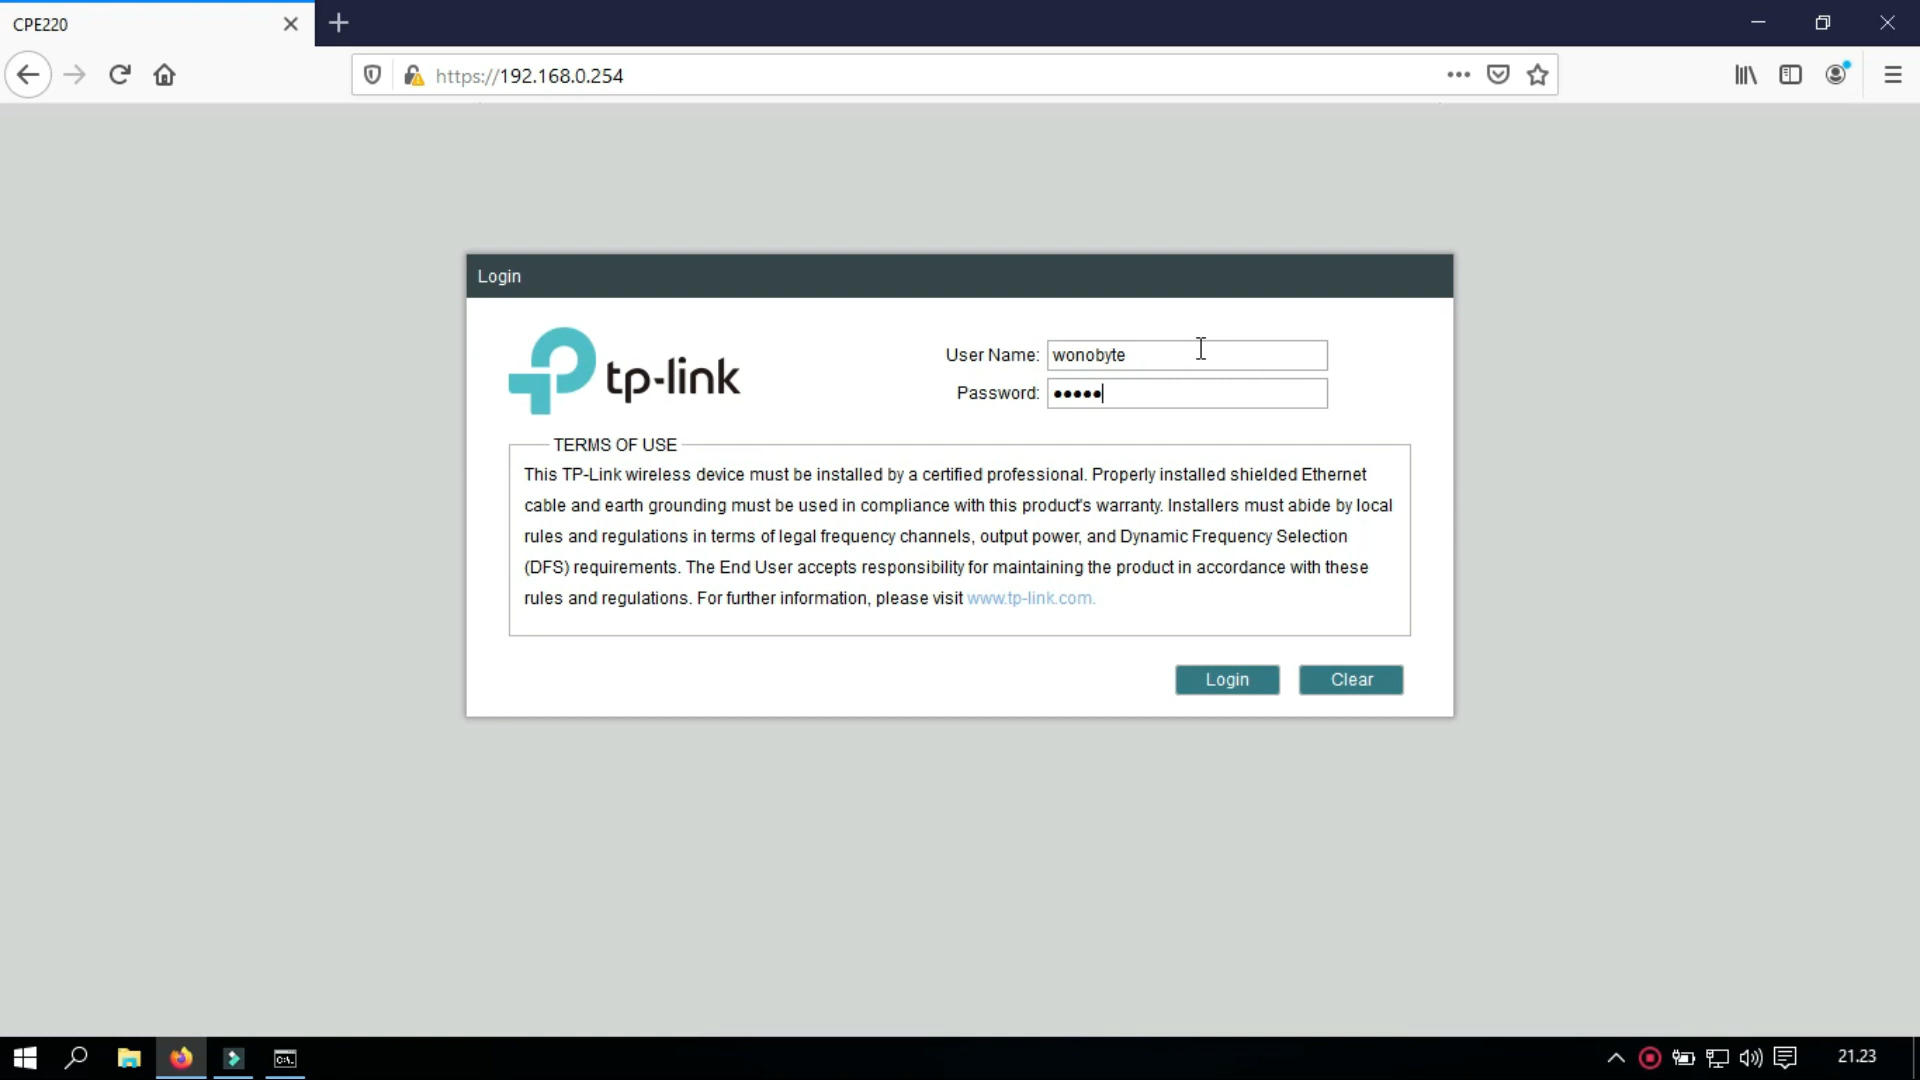 CPE220
https://192.168.0.254
Login
tp-link
User Name: wonobyte
Password: •••••
TERMS OF USE
This TP-Link wireless device must be installed by a certified professional. Properly installed shielded Ethernet
cable and earth grounding must be used in compliance with this product's warranty. Installers must abide by local
rules and regulations in terms of legal frequency channels, output power, and Dynamic Frequency Selection
(DFS) requirements. The End User accepts responsibility for maintaining the product in accordance with these
rules and regulations. For further information, please visit www.tp-link.com.
Login Clear
21.23